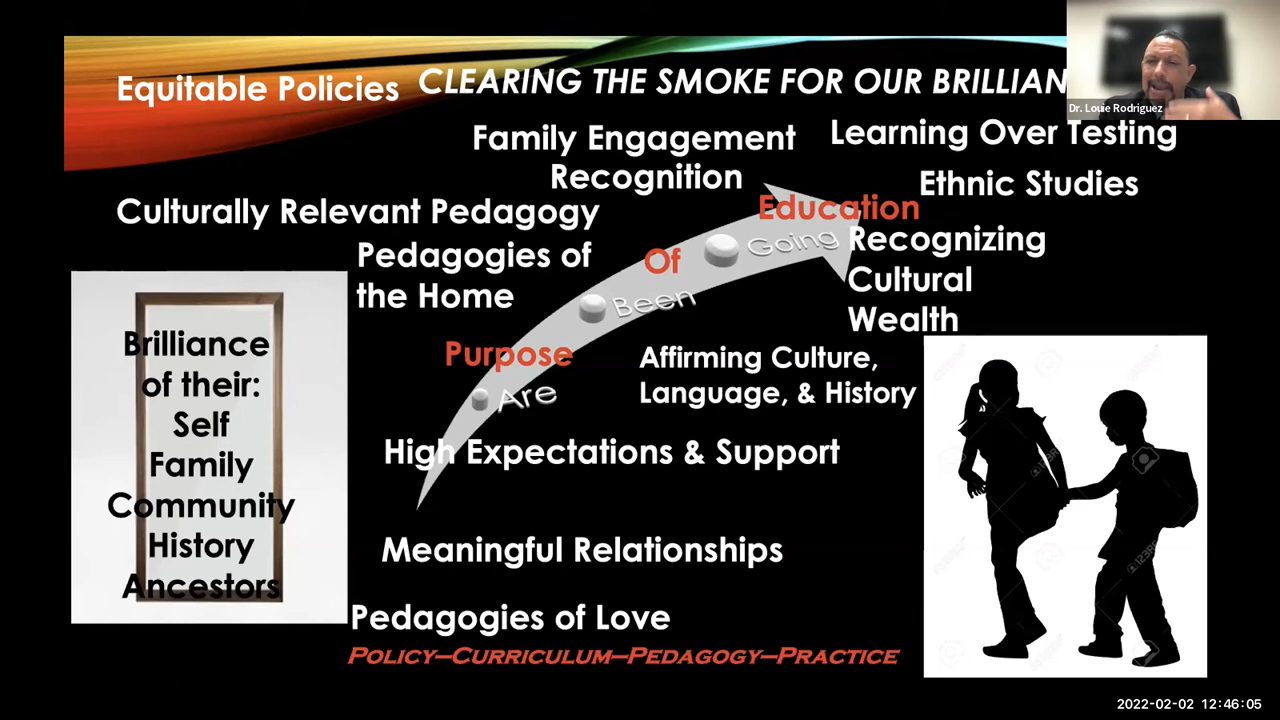 Equitable Policies
CLEARING THE SMOKE FOR OUR BRILLIAN
Dr. Louie Rodriguez
Family Engagement
Recognition
Learning Over Testing
Ethnic Studies
Culturally Relevant Pedagogy
Education
Going
Recognizing
Cultural
Wealth
Pedagogies of
the Home
Of
Been
Purpose
Are
Affirming Culture,
Language, & History
Brilliance
of their:
Self
Family
Community
History
Ancestors
High Expectations & Support
Meaningful Relationships
Pedagogies of Love
POLICY–CURRICULUM–PEDAGOGY–PRACTICE
2022-02-02 12:46:05